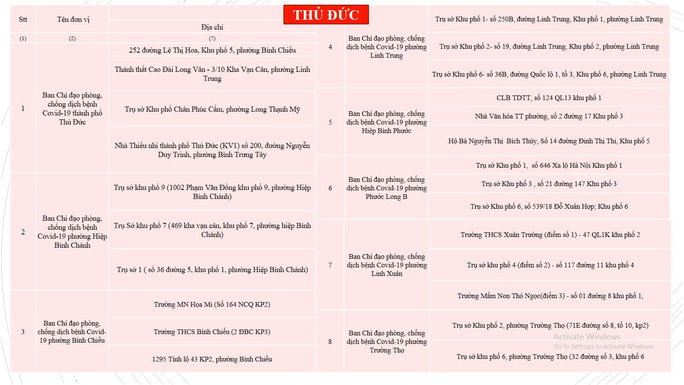 THỦ ĐỨC
Stt
Tên đơn vị
Địa chỉ
(1)
(2)
(7)
1
Ban Chỉ đạo phòng,
chống dịch bệnh
Covid-19 thành phố
Thủ Đức
252 đường Lê Thị Hoa, Khu phố 5, phường Bình Chiểu
Thánh thất Cao Đài Long Vân - 3/10 Kha Vạn Cân, phường Linh
Trung
Trụ sở Khu phố Chân Phúc Cẩm, phường Long Thạnh Mỹ
Nhà Thiếu nhi thành phố Thủ Đức (KV1) số 200, đường Nguyễn
Duy Trinh, phường Bình Trưng Tây
2
Ban Chỉ đạo phòng,
chống dịch bệnh
Covid-19 phường Hiệp
Bình Chánh
Trụ sở khu phố 9 (1002 Phạm Văn Đồng khu phố 9, phường Hiệp
Bình Chánh)
Trụ Sở khu phố 7 (469 kha vạn cân, khu phố 7, phường hiệp Bình
Chánh)
Trụ sở 1 ( số 36 đường 5, khu phố 1, phường Hiệp Bình Chánh)
3
Ban Chỉ đạo phòng,
chống dịch bệnh Covid-
19 phường Bình Chiểu
Trường MN Họa Mi (Số 164 NCQ KP2)
Trường THCS Bình Chiểu (2 ĐBC KP3)
1295 Tỉnh lộ 43 KP2, phường Bình Chiểu
4
Ban Chỉ đạo phòng, chống
dịch bệnh Covid-19 phường
Linh Trung
Trụ sở Khu phố 1- số 250B, đường Linh Trung, Khu phố 1, phường Linh Trung
Trụ sở Khu phố 2- số 19, đường Linh Trung, Khu phố 2, phường Linh Trung
Trụ sở Khu phố 6- số 36B, đường Quốc lộ 1, tổ 3, Khu phố 6, phường Linh Trung
5
Ban Chỉ đạo phòng, chống
dịch bệnh Covid-19 phường
Hiệp Bình Phước
CLB TDTT, số 124 QL13 khu phố 1
Nhà Văn hóa TT phường, số 2 đường 17 Khu phố 3
Hộ Bà Nguyễn Thị Bích Thủy, Số 14 đường Đinh Thị Thi, Khu phố 5
6
Ban Chỉ đạo phòng, chống
dịch bệnh Covid-19 phường
Phước Long B
Trụ sở Khu phố 1, số 646 Xa lộ Hà Nội Khu phố 1
Trụ sở Khu phố 3 , số 21 đường 147 Khu phố 3
Trụ sở Khu phố 6, số 539/18 Đỗ Xuân Hợp; Khu phố 6
7
Ban Chỉ đạo phòng, chống
dịch bệnh Covid-19 phường
Linh Xuân
Trường THCS Xuân Trường (điểm số 1) - 47 QL1K khu phố 2
Trụ sở khu phố 4 (điểm số 2) - số 117 đường 11 khu phố 4
Trường Mầm Non Thỏ Ngọc(điểm 3) - số 01 đường 8 khu phố 1,
8
Ban Chỉ đạo phòng, chống
dịch bệnh Covid-19 phường
Trường Thọ
Trụ sở Khu phố 2, phường Trường Thọ (71E đường số 8, tổ 10, kp2)
Trụ sở khu phố 6, phường Trường Thọ (32 đường số 3, khu phố 6
Activate Windows
Go to Settings to activate Windows.